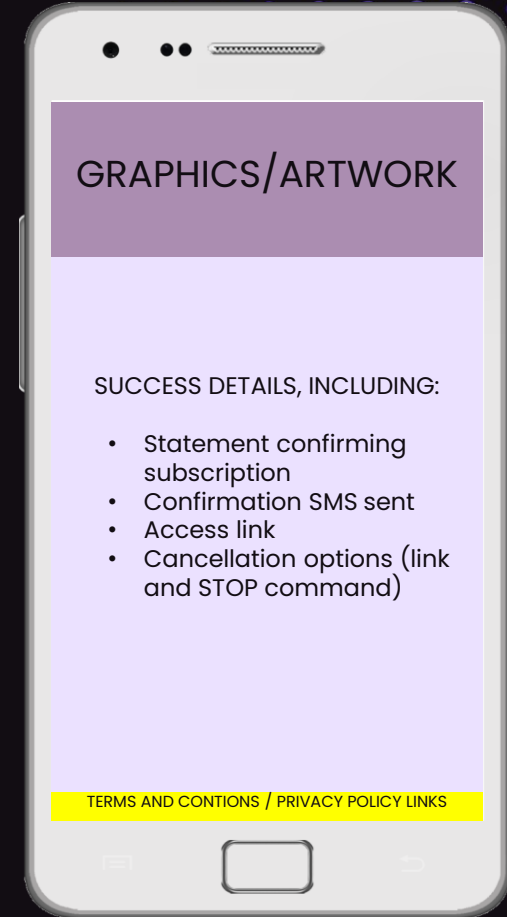 GRAPHICS/ARTWORK
SUCCESS DETAILS, INCLUDING:
• Statement confirming
subscription
• Confirmation SMS sent
• Access link
• Cancellation options (link
and STOP command)
TERMS AND CONTIONS / PRIVACY POLICY LINKS